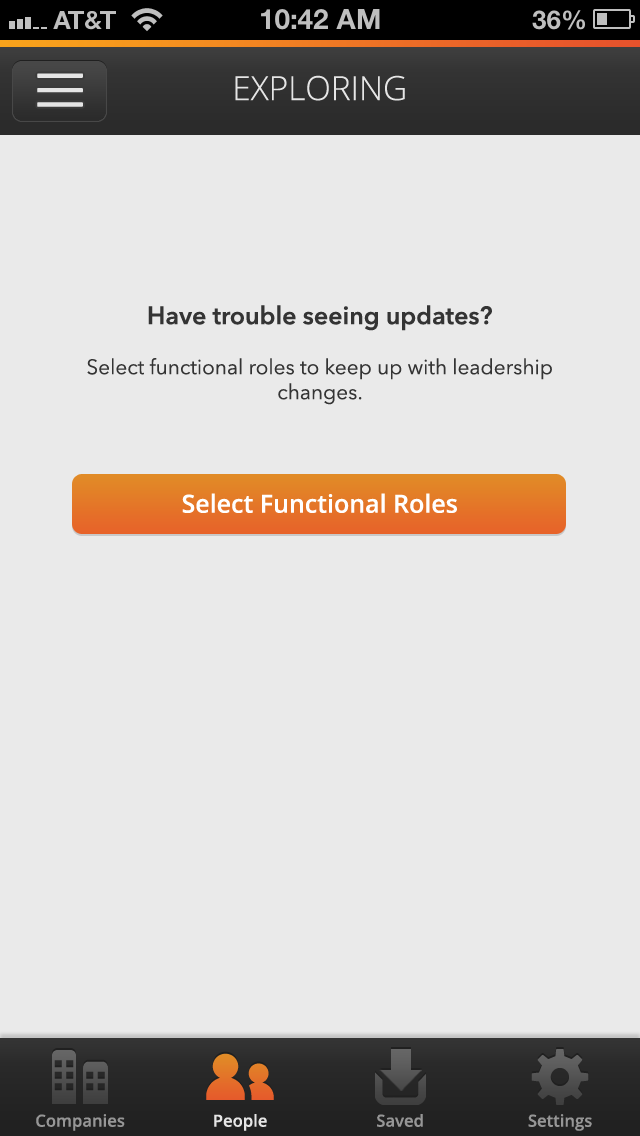 AT&T 10:42 AM 36%
EXPLORING
Have trouble seeing updates?
Select functional roles to keep up with leadership
changes.
Select Functional Roles
Companies People Saved Settings